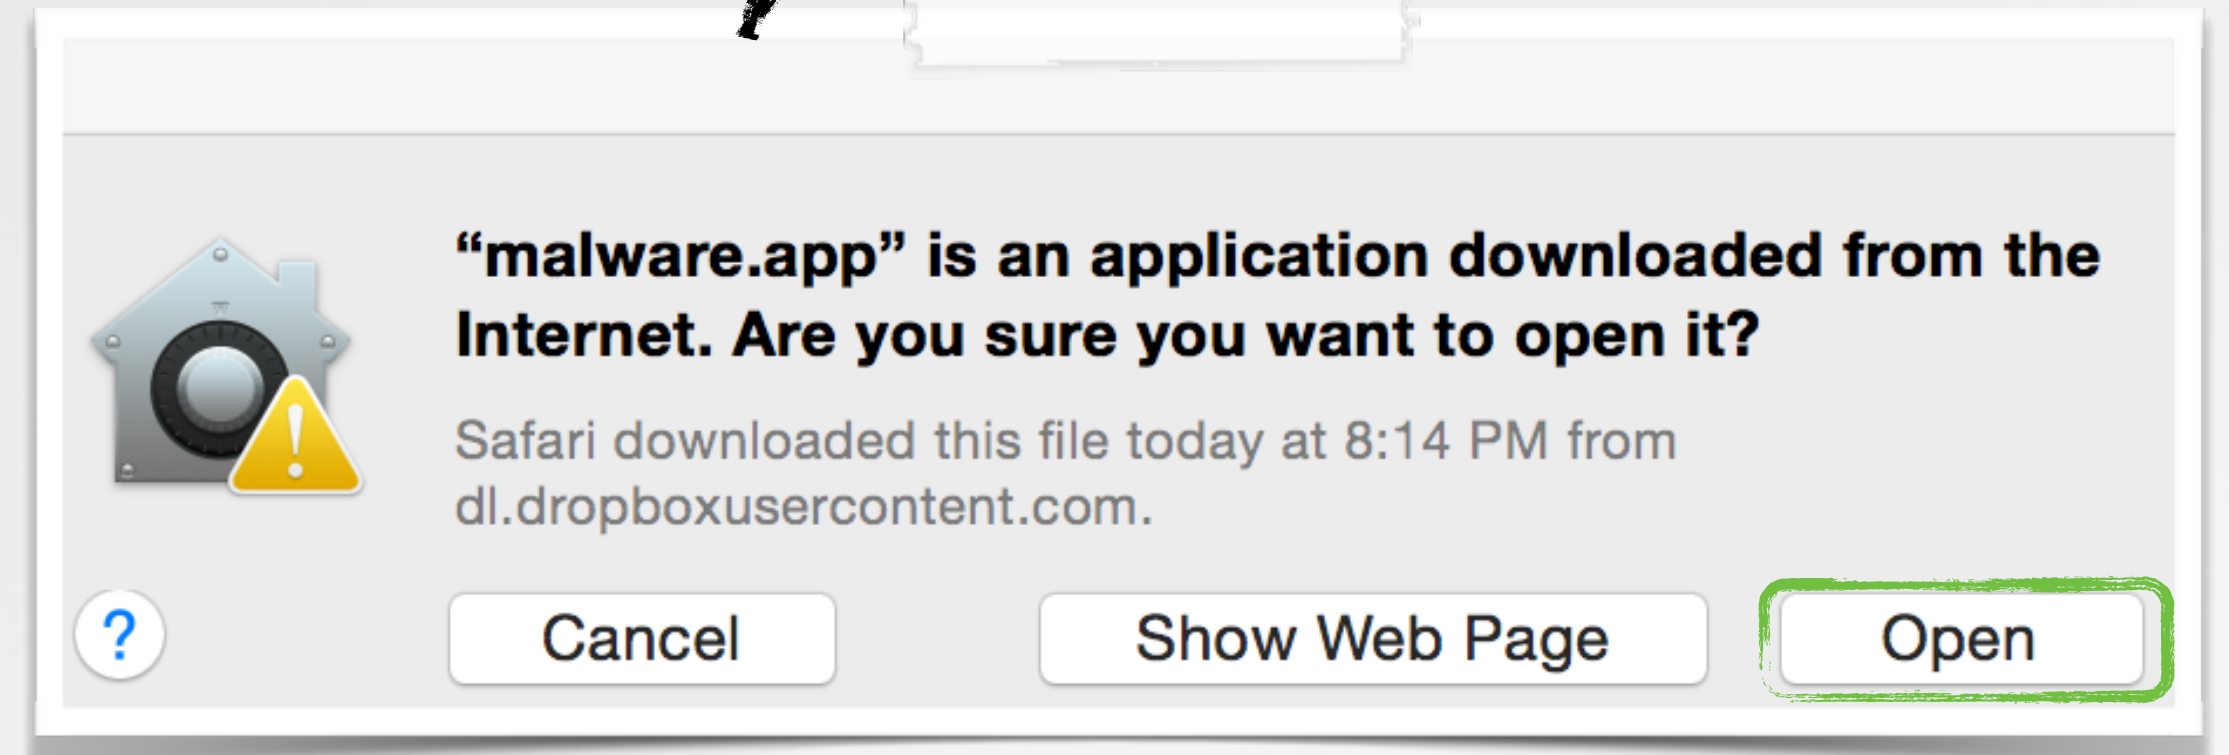 “malware.app” is an application downloaded from the
Internet. Are you sure you want to open it?
Safari downloaded this file today at 8:14 PM from
dl.dropboxusercontent.com.
?
Cancel
Show Web Page
Open